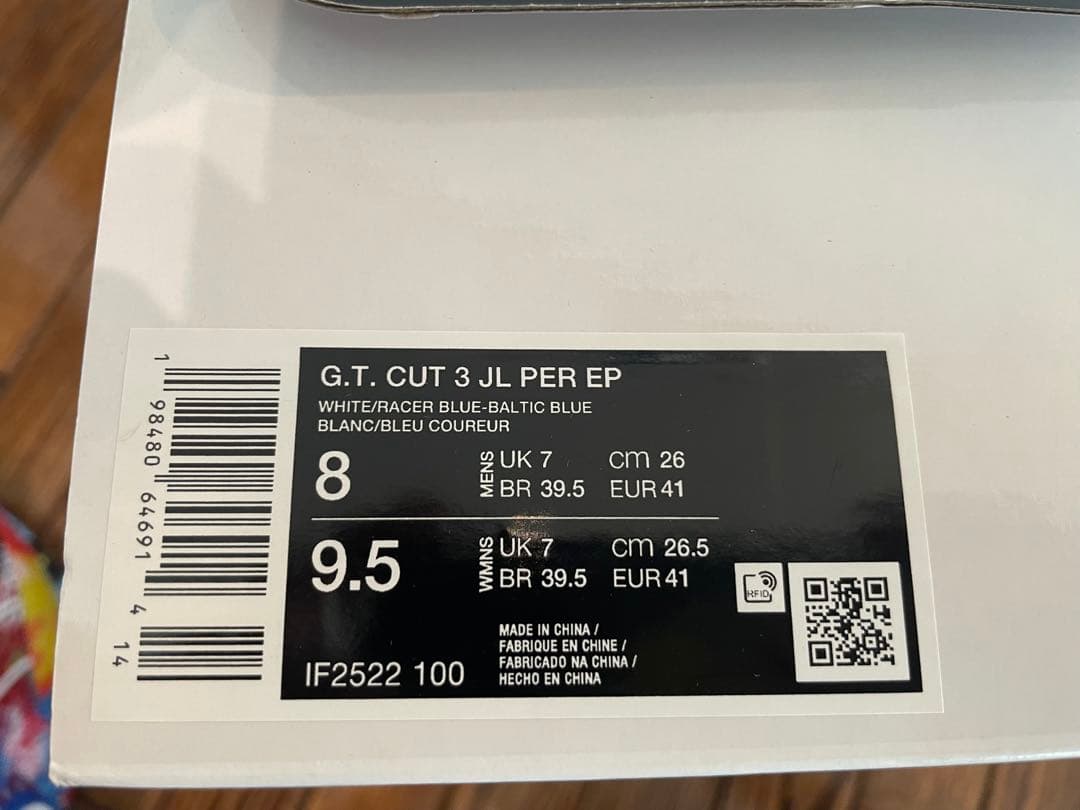 G.T. CUT 3 JL PER EP
WHITE/RACER BLUE-BALTIC BLUE
BLANC/BLEU COUREUR
8 MENS UK 7 cm 26
BR 39.5 EUR 41
9.5 WMNS UK 7 cm 26.5
BR 39.5 EUR 41
RFID
IF2522 100
MADE IN CHINA /
FABRIQUE EN CHINE /
FABRICADO NA CHINA /
HECHO EN CHINA
1 98480 64691 4 14